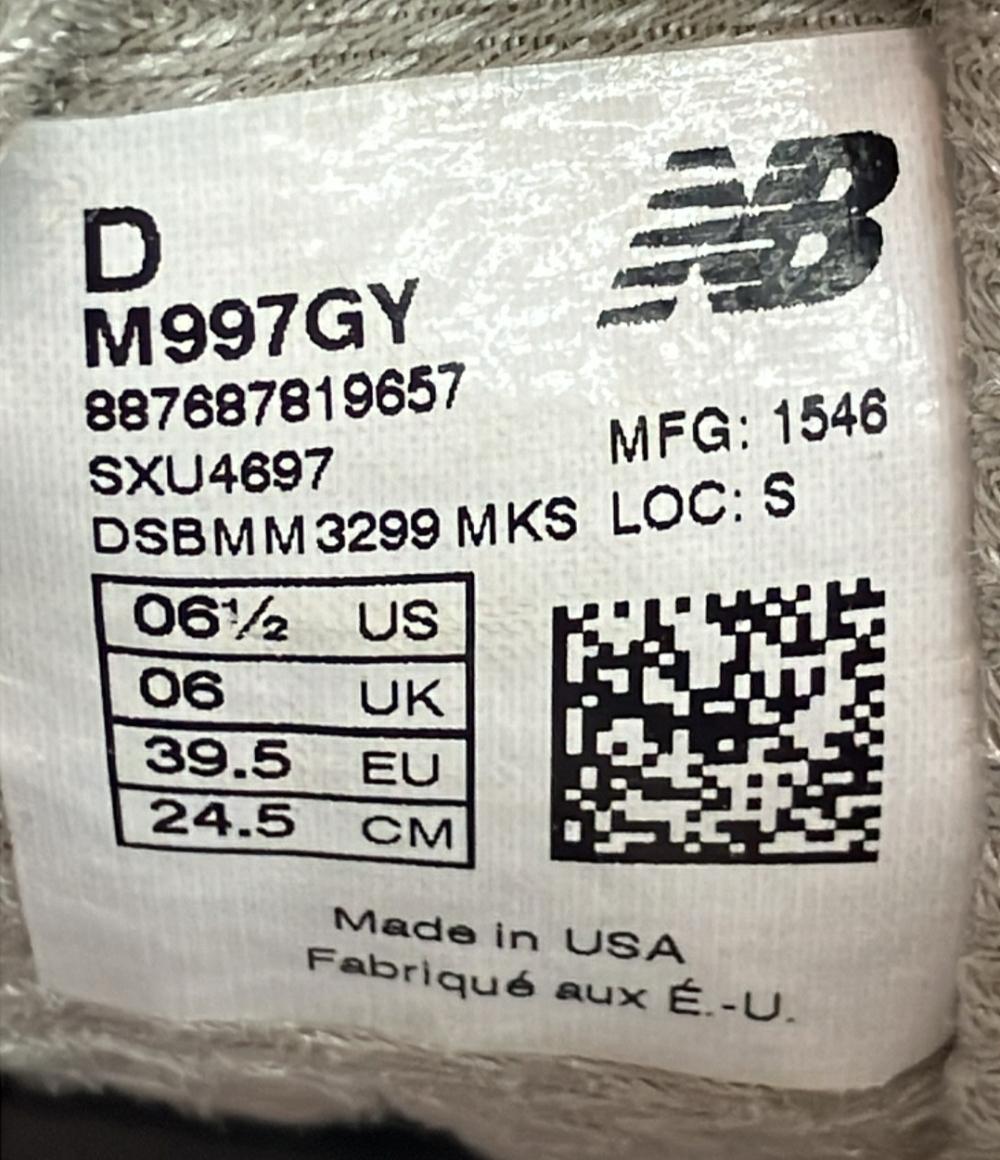 NB
D
M997GY
887687819657
SXU4697
MFG: 1546
DSBMM3299 MKS
LOC: S
06½ US
06 UK
39.5 EU
24.5 CM
Made in USA
Fabriqué aux É.-U.